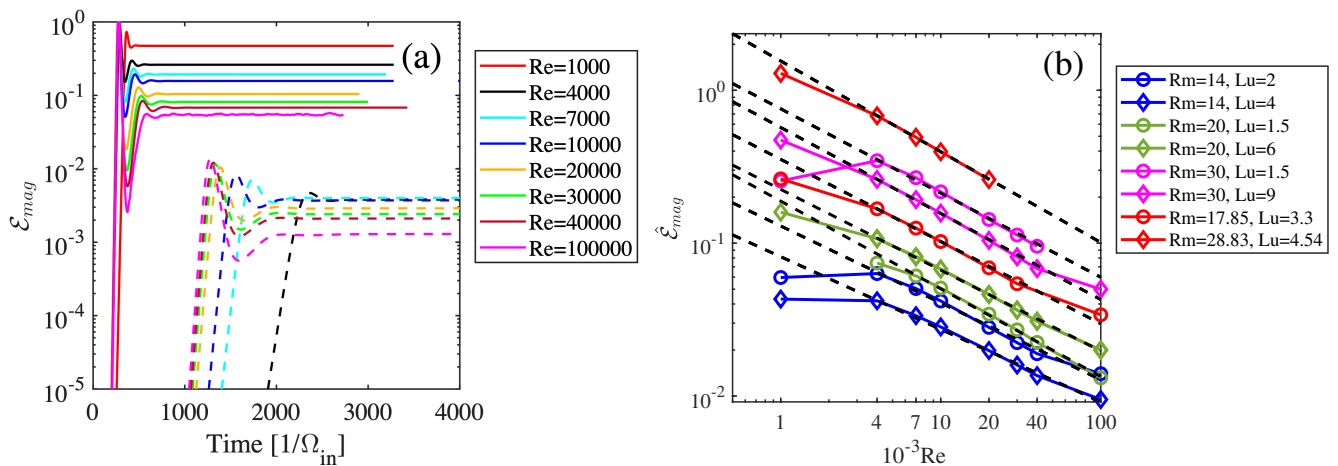 (a)
10^0
10^-1
10^-2
10^-3
10^-4
10^-5
ℰ_mag
0
1000
2000
3000
4000
Time [1/Ω_in]
Re=1000
Re=4000
Re=7000
Re=10000
Re=20000
Re=30000
Re=40000
Re=100000
(b)
10^0
10^-1
10^-2
ℰ̂_mag
1
4
7
10
20
40
100
10^-3Re
Rm=14, Lu=2
Rm=14, Lu=4
Rm=20, Lu=1.5
Rm=20, Lu=6
Rm=30, Lu=1.5
Rm=30, Lu=9
Rm=17.85, Lu=3.3
Rm=28.83, Lu=4.54